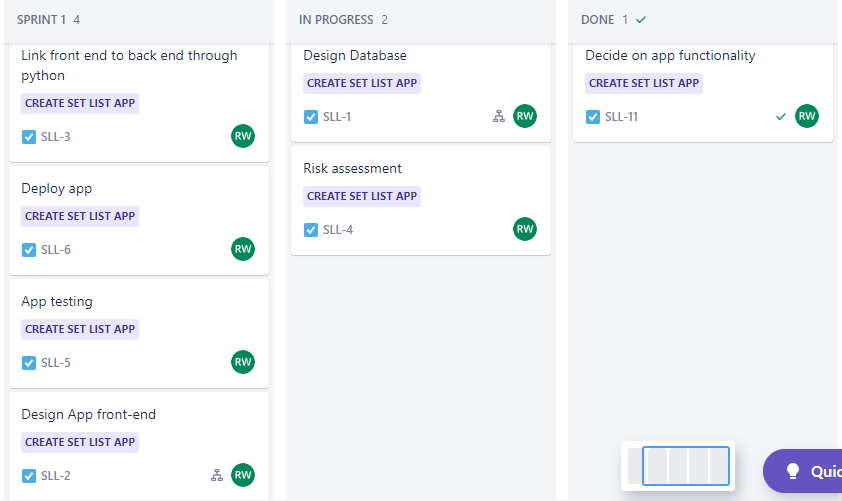 SPRINT 1 4
Link front end to back end through
python
CREATE SET LIST APP
SLL-3
RW
Deploy app
CREATE SET LIST APP
SLL-6
RW
App testing
CREATE SET LIST APP
SLL-5
RW
Design App front-end
CREATE SET LIST APP
SLL-2
RW
IN PROGRESS 2
Design Database
CREATE SET LIST APP
SLL-1
RW
Risk assessment
CREATE SET LIST APP
SLL-4
RW
DONE 1
Decide on app functionality
CREATE SET LIST APP
SLL-11
RW